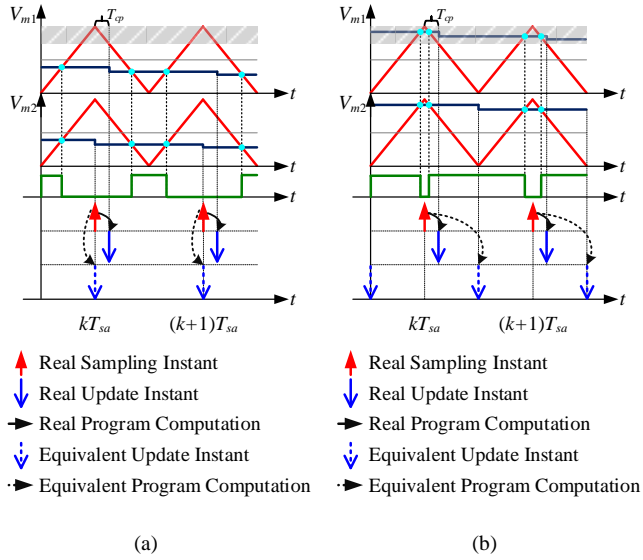 (a)
V_{m1}
T_{cp}
t
V_{m2}
t
t
kT_{sa}
(k+1)T_{sa}
Real Sampling Instant
Real Update Instant
Real Program Computation
Equivalent Update Instant
Equivalent Program Computation
(a)
(b)
V_{m1}
T_{cp}
t
V_{m2}
t
t
kT_{sa}
(k+1)T_{sa}
Real Sampling Instant
Real Update Instant
Real Program Computation
Equivalent Update Instant
Equivalent Program Computation
(b)